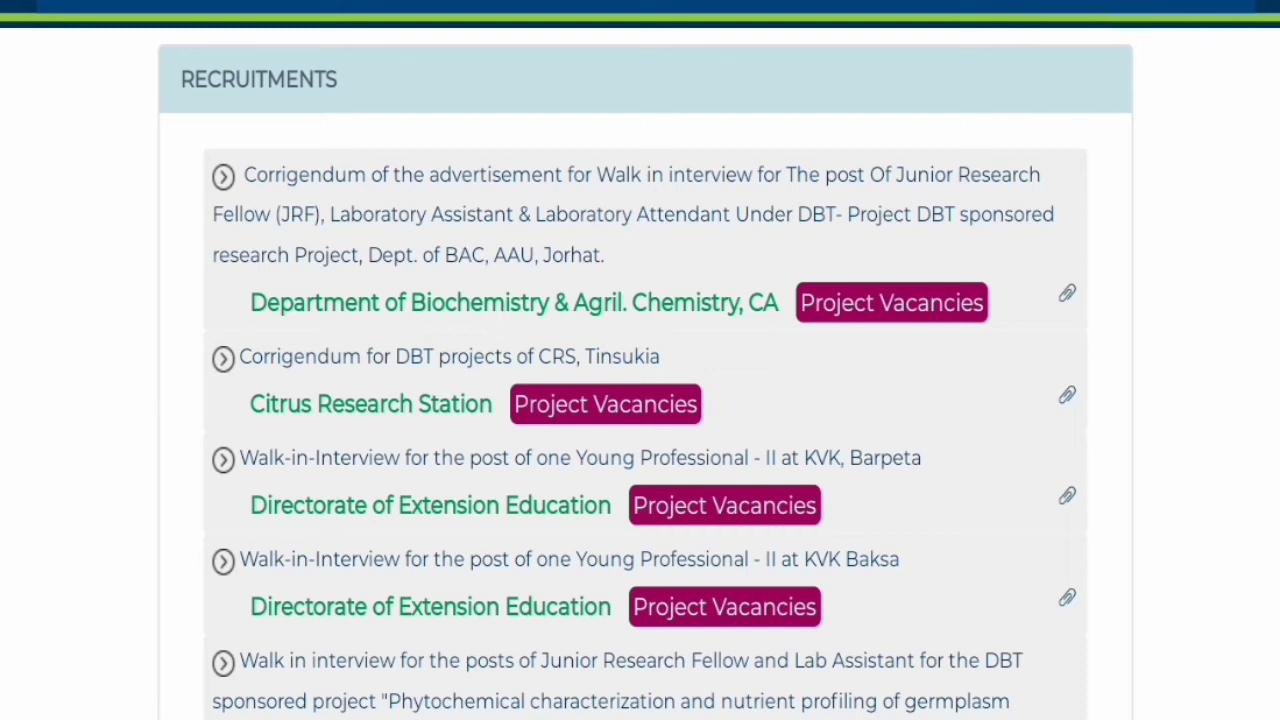 RECRUITMENTS
Corrigendum of the advertisement for Walk in interview for The post Of Junior Research
Fellow (JRF), Laboratory Assistant & Laboratory Attendant Under DBT- Project DBT sponsored
research Project, Dept. of BAC, AAU, Jorhat.
Department of Biochemistry & Agril. Chemistry, CA Project Vacancies
Corrigendum for DBT projects of CRS, Tinsukia
Citrus Research Station Project Vacancies
Walk-in-Interview for the post of one Young Professional - II at KVK, Barpeta
Directorate of Extension Education Project Vacancies
Walk-in-Interview for the post of one Young Professional - II at KVK Baksa
Directorate of Extension Education Project Vacancies
Walk in interview for the posts of Junior Research Fellow and Lab Assistant for the DBT
sponsored project "Phytochemical characterization and nutrient profiling of germplasm